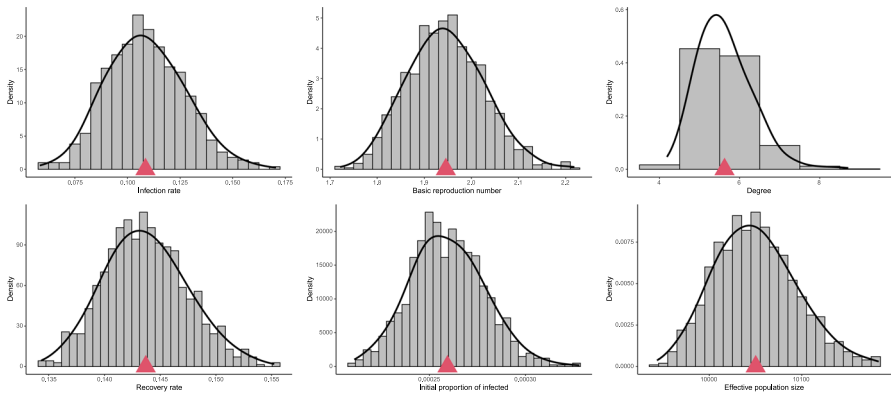 Density
20
15
10
5
0
0,075 0,100 0,125 0,150 0,175
Infection rate
Density
5
4
3
2
1
0
1,7 1,8 1,9 2,0 2,1 2,2
Basic reproduction number
Density
0,6
0,4
0,2
0,0
4 6 8
Degree
Density
90
60
30
0
0,135 0,140 0,145 0,150 0,155
Recovery rate
Density
20000
15000
10000
5000
0
0,00025 0,00030
Initial proportion of infected
Density
0,0075
0,0050
0,0025
0,0000
10000 10100
Effective population size